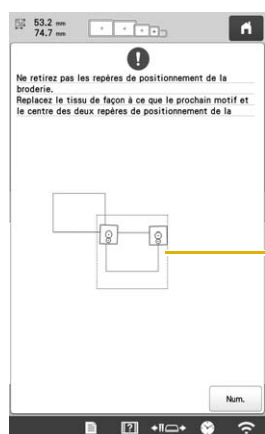 53.2 mm
74.7 mm
Ne retirez pas les repères de positionnement de la
broderie.
Replacez le tissu de façon à ce que le prochain motif et
le centre des deux repères de positionnement de la
Num.